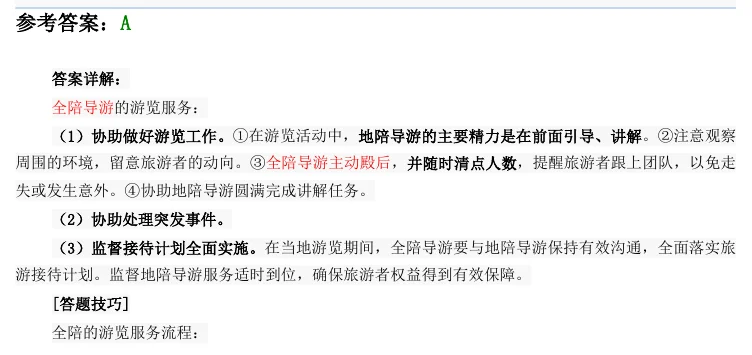 参考答案：A
答案详解：
全陪导游的游览服务：
（1）协助做好游览工作。①在游览活动中，地陪导游的主要精力是在前面引导、讲解。②注意观察
周围的环境，留意旅游者的动向。③全陪导游主动殿后，并随时清点人数，提醒旅游者跟上团队，以免走
失或发生意外。④协助地陪导游圆满完成讲解任务。
（2）协助处理突发事件。
（3）监督接待计划全面实施。在当地游览期间，全陪导游要与地陪导游保持有效沟通，全面落实旅
游接待计划。监督地陪导游服务适时到位，确保旅游者权益得到有效保障。
[答题技巧]
全陪的游览服务流程：